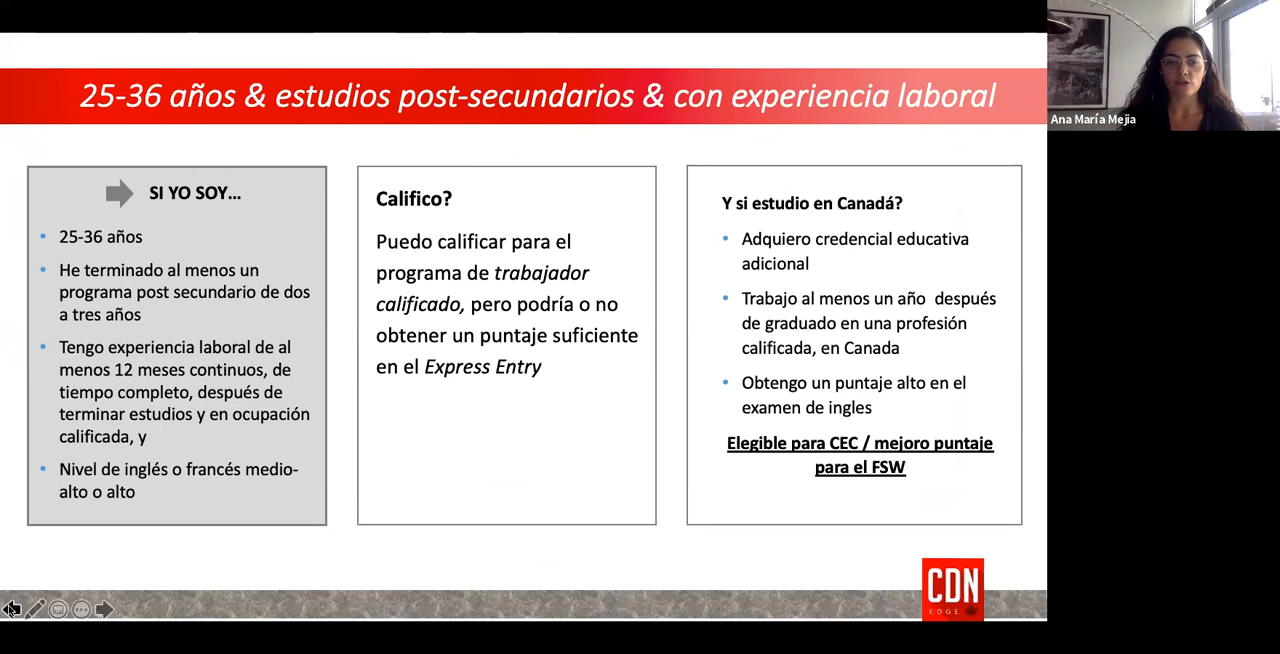 25-36 años & estudios post-secundarios & con experiencia laboral
Ana María Mejia
SI YO SOY...
• 25-36 años
• He terminado al menos un
programa post secundario de dos
a tres años
• Tengo experiencia laboral de al
menos 12 meses continuos, de
tiempo completo, después de
terminar estudios y en ocupación
calificada, y
• Nivel de inglés o francés medio-
alto o alto
Califico?
Puedo calificar para el
programa de trabajador
calificado, pero podría o no
obtener un puntaje suficiente
en el Express Entry
Y si estudio en Canadá?
• Adquiero credencial educativa
adicional
• Trabajo al menos un año después
de graduado en una profesión
calificada, en Canada
• Obtengo un puntaje alto en el
examen de ingles
Elegible para CEC / mejoro puntaje
para el FSW
CDN
EDGE